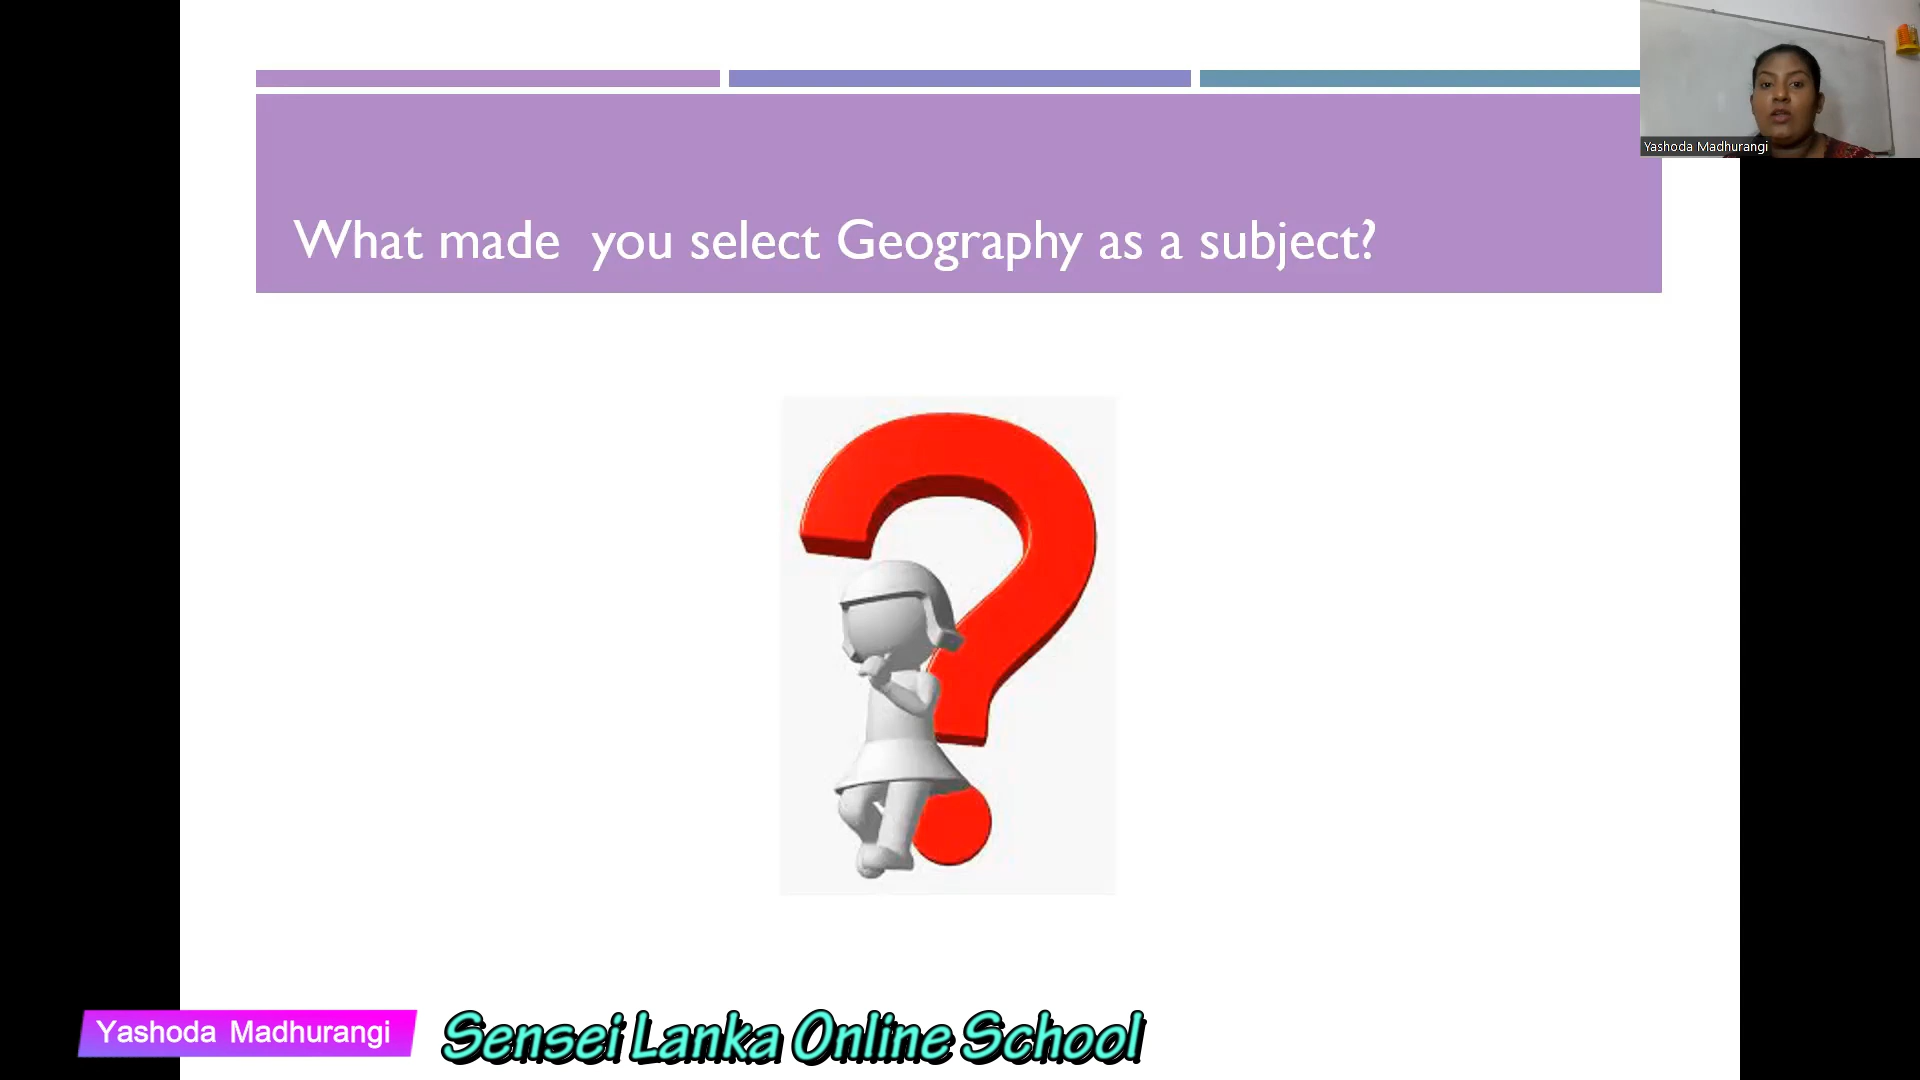 Yashoda Madhurangi
What made  you select Geography as a subject?
Yashoda Madhurangi
Sensei Lanka Online School